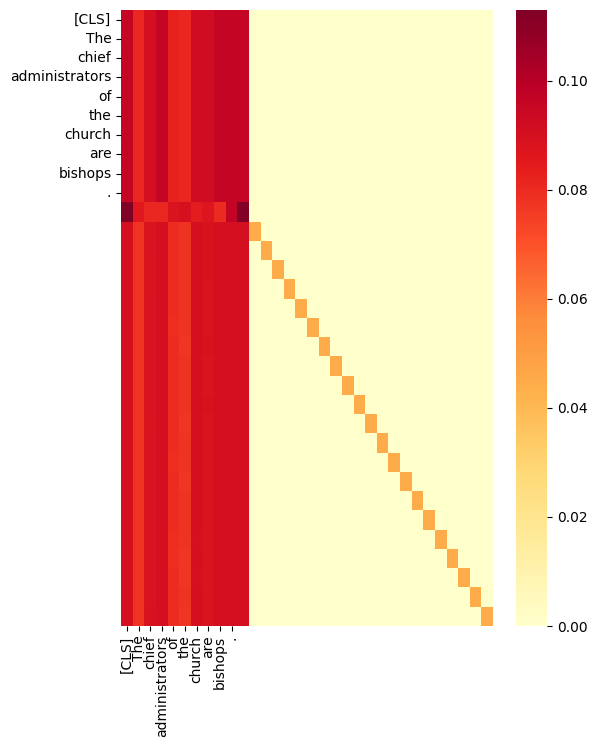 [CLS]
The
chief
administrators
of
the
church
are
bishops
.
0.10
0.08
0.06
0.04
0.02
0.00
[CLS]
The
chief
administrators
of
the
church
are
bishops
.